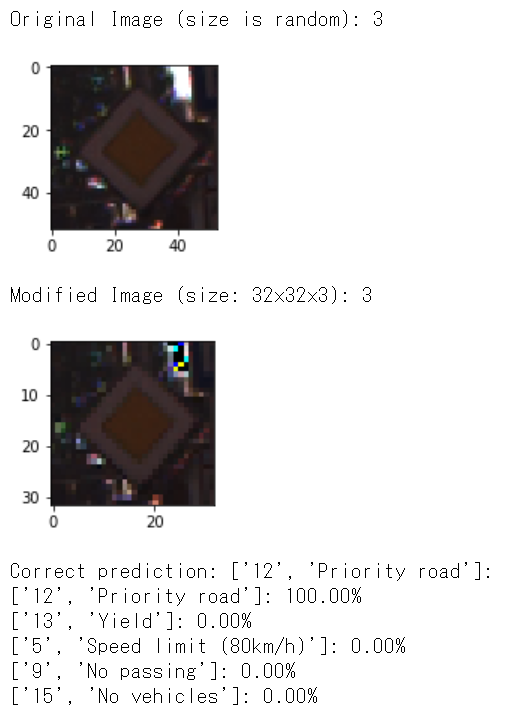 Original Image (size is random): 3
0
20
40
0 20 40
Modified Image (size: 32x32x3): 3
0
10
20
30
0 20
Correct prediction: ['12', 'Priority road']:
['12', 'Priority road']: 100.00%
['13', 'Yield']: 0.00%
['5', 'Speed limit (80km/h)']: 0.00%
['9', 'No passing']: 0.00%
['15', 'No vehicles']: 0.00%